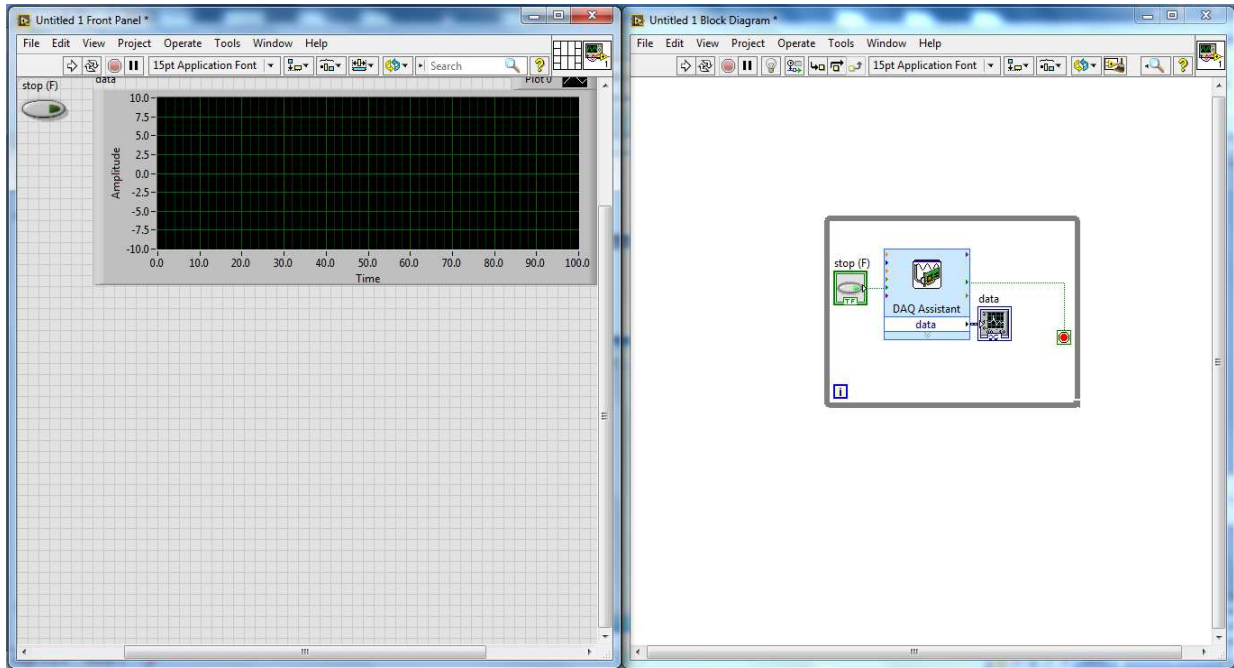 Untitled 1 Front Panel *
File Edit View Project Operate Tools Window Help
15pt Application Font Search ? 1
stop (F)
data
Plot 0
10.0
7.5
5.0
2.5
0.0
-2.5
-5.0
-7.5
-10.0
Amplitude
0.0 10.0 20.0 30.0 40.0 50.0 60.0 70.0 80.0 90.0 100.0
Time
Untitled 1 Block Diagram *
File Edit View Project Operate Tools Window Help
15pt Application Font ? 1
stop (F)
TF
DAQ Assistant
data
data
i